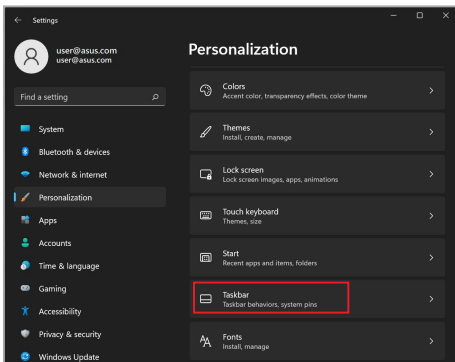 Settings
user@asus.com
user@asus.com
Find a setting
System
Bluetooth & devices
Network & internet
Personalization
Apps
Accounts
Time & language
Gaming
Accessibility
Privacy & security
Windows Update
Personalization
Colors
Accent color, transparency effects, color theme
Themes
Install, create, manage
Lock screen
Lock screen images, apps, animations
Touch keyboard
Themes, size
Start
Recent apps and items, folders
Taskbar
Taskbar behaviors, system pins
Fonts
Install, manage